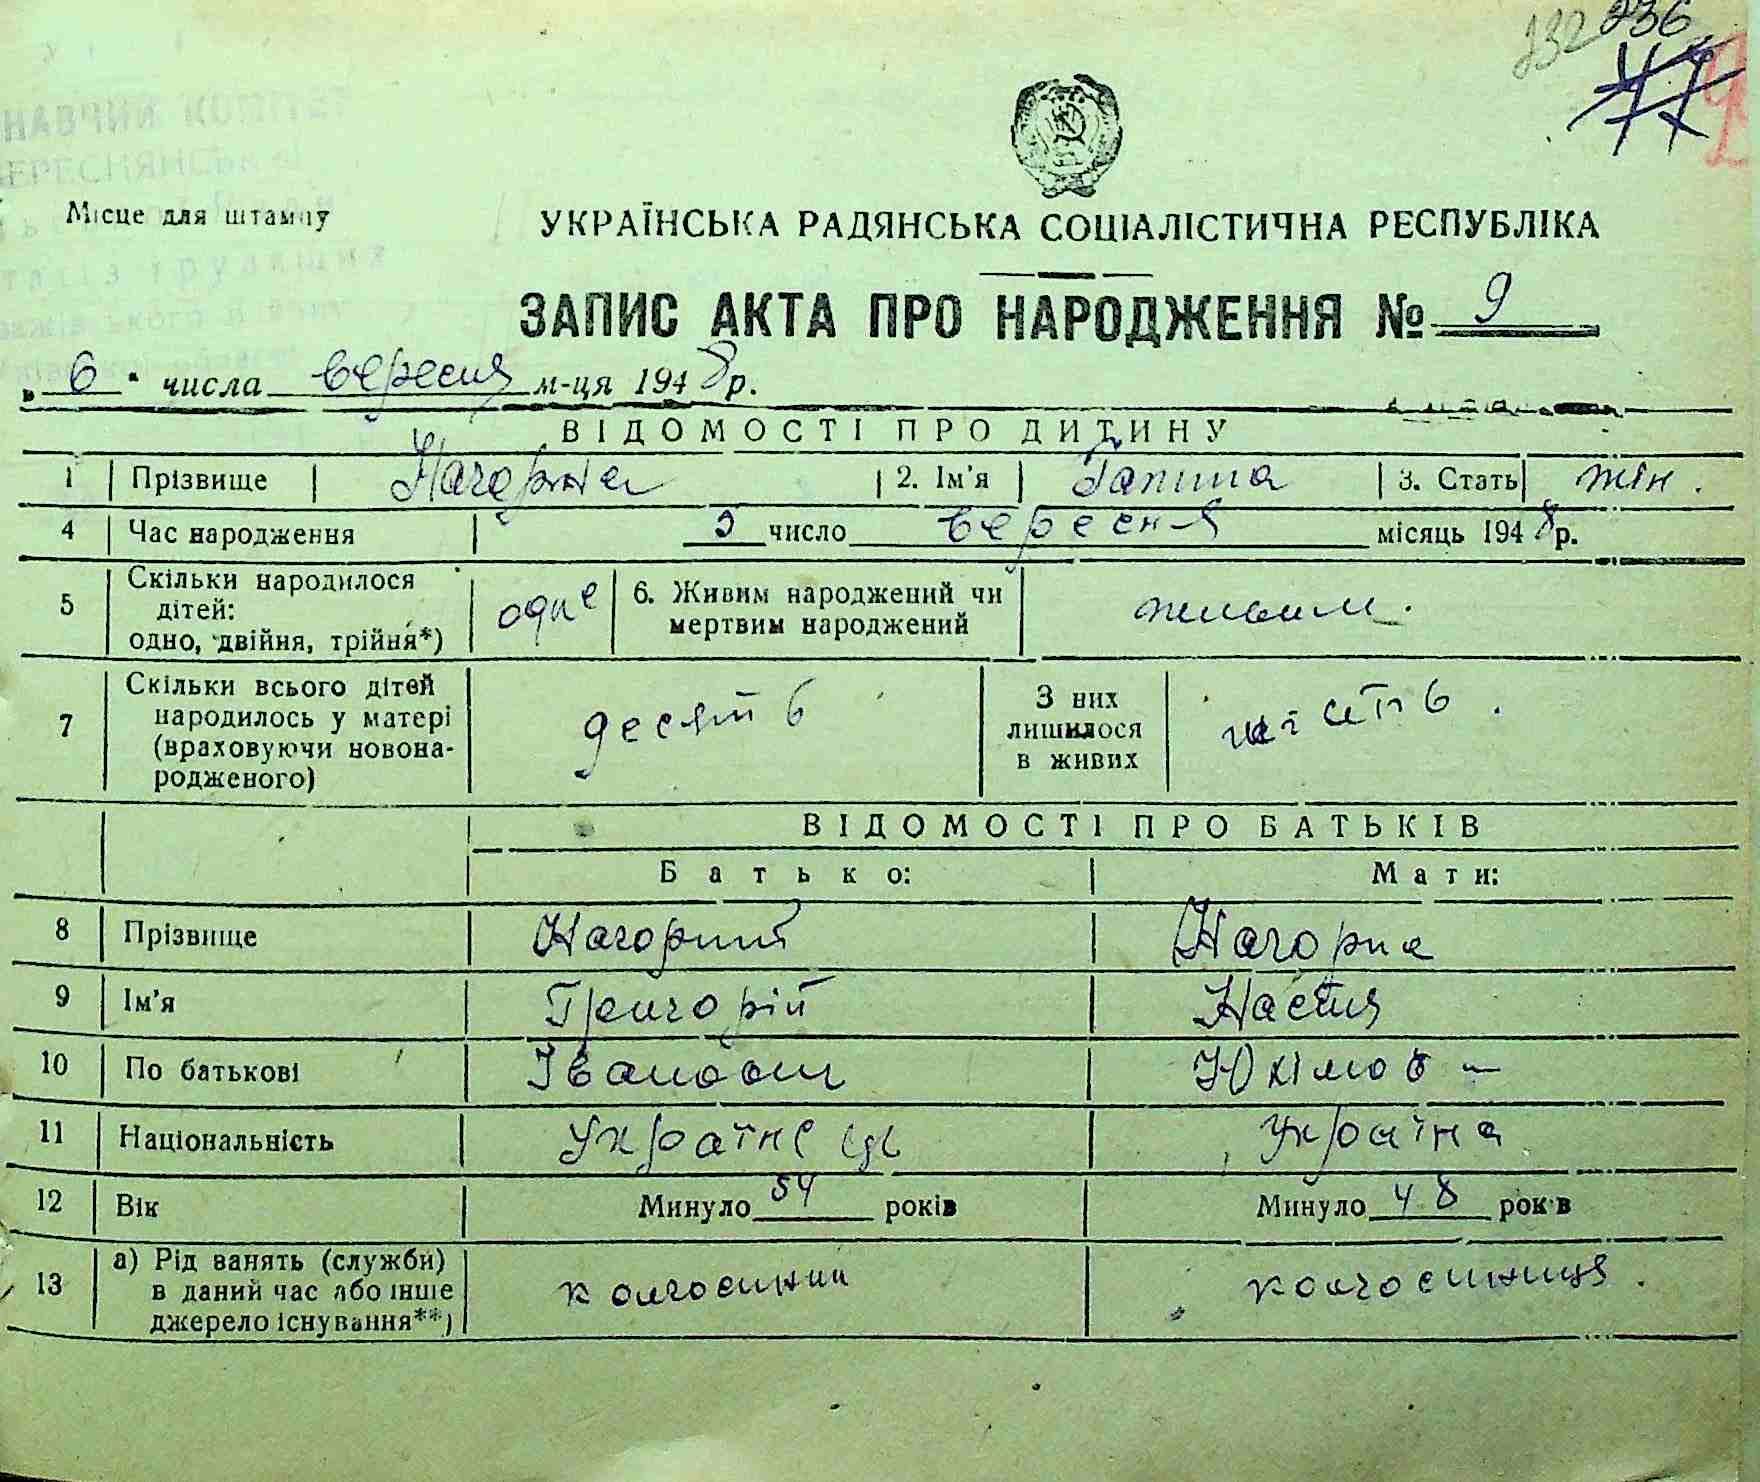 132 236
Місце для штампу
УКРАЇНСЬКА РАДЯНСЬКА СОЦІАЛІСТИЧНА РЕСПУБЛІКА
ЗАПИС АКТА ПРО НАРОДЖЕННЯ № 9
„ 6 “ числа вересня м-ця 1948 р.
ВІДОМОСТІ ПРО ДИТИНУ
1 Прізвище Нагорна 2. Ім'я Галина 3. Стать жін.
4 Час народження число вересня місяць 1948 р.
5 Скільки народилося дітей: одно, двійня, трійня*) одне 6. Живим народжений чи мертвим народжений живим.
7 Скільки всього дітей народилось у матері (враховуючи новонародженого) десять З них лишилося в живих шість.
ВІДОМОСТІ ПРО БАТЬКІВ
Батько: Мати:
8 Прізвище Нагорний Нагорна
9 Ім'я Григорій Настя
10 По батькові Іванович Юхимов–
11 Національність Українець Україна
12 Вік Минуло 54 років Минуло 48 років
13 а) Рід занять (служби) в даний час або інше джерело існування**) колгоспник колгоспниця.